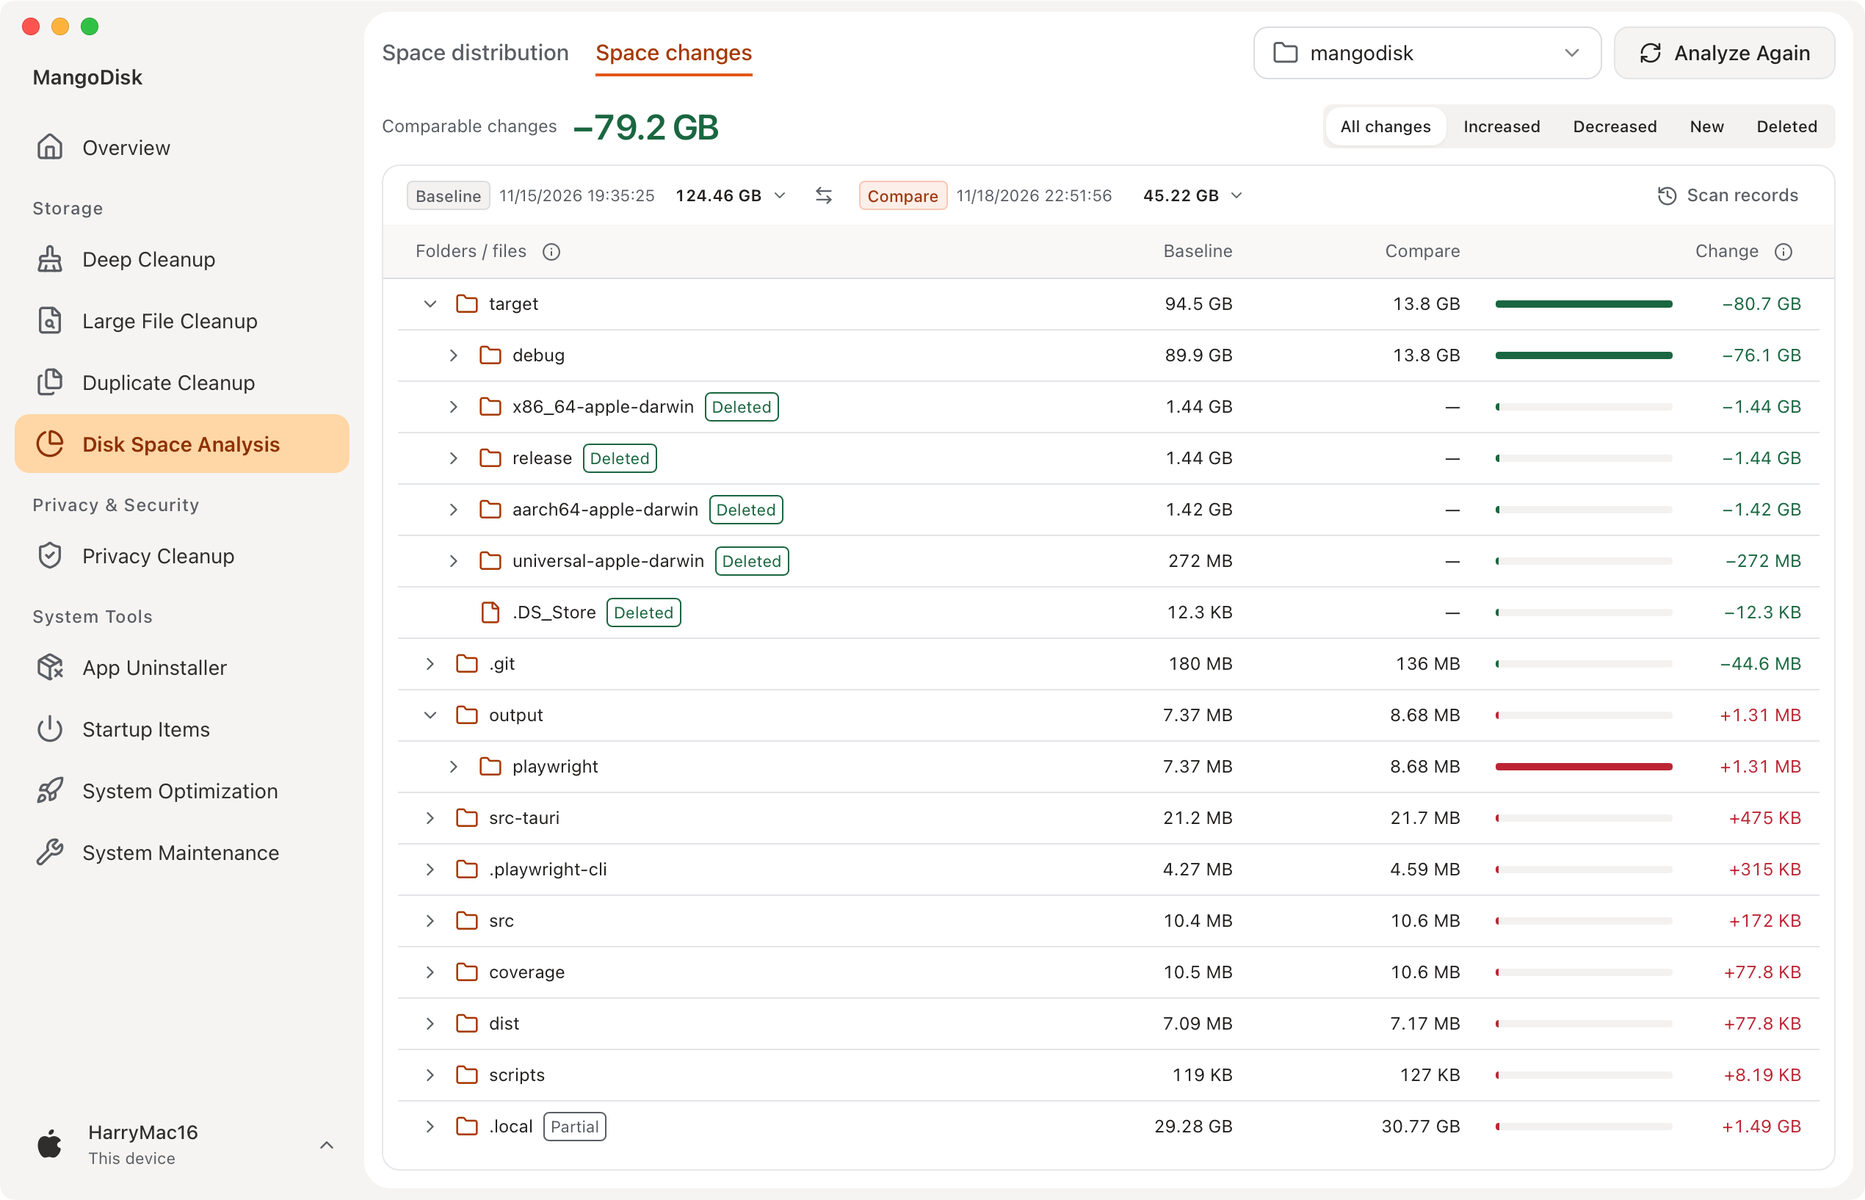 MangoDisk
Overview
Storage
Deep Cleanup
Large File Cleanup
Duplicate Cleanup
Disk Space Analysis
Privacy & Security
Privacy Cleanup
System Tools
App Uninstaller
Startup Items
System Optimization
System Maintenance
HarryMac16
This device
Space distribution Space changes mangodisk Analyze Again
Comparable changes −79.2 GB All changes Increased Decreased New Deleted
Baseline 11/15/2026 19:35:25 124.46 GB Compare 11/18/2026 22:51:56 45.22 GB Scan records
Folders / files Baseline Compare Change
target 94.5 GB 13.8 GB −80.7 GB
debug 89.9 GB 13.8 GB −76.1 GB
x86_64-apple-darwin Deleted 1.44 GB — −1.44 GB
release Deleted 1.44 GB — −1.44 GB
aarch64-apple-darwin Deleted 1.42 GB — −1.42 GB
universal-apple-darwin Deleted 272 MB — −272 MB
.DS_Store Deleted 12.3 KB — −12.3 KB
.git 180 MB 136 MB −44.6 MB
output 7.37 MB 8.68 MB +1.31 MB
playwright 7.37 MB 8.68 MB +1.31 MB
src-tauri 21.2 MB 21.7 MB +475 KB
.playwright-cli 4.27 MB 4.59 MB +315 KB
src 10.4 MB 10.6 MB +172 KB
coverage 10.5 MB 10.6 MB +77.8 KB
dist 7.09 MB 7.17 MB +77.8 KB
scripts 119 KB 127 KB +8.19 KB
.local Partial 29.28 GB 30.77 GB +1.49 GB